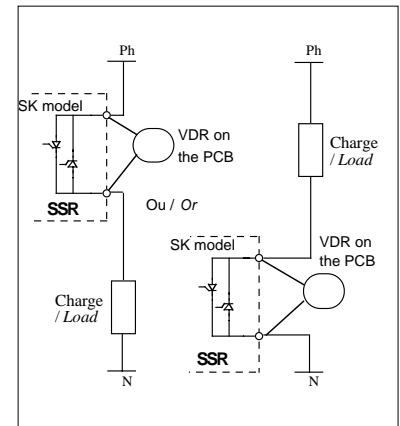 Ph
SK model
VDR on
the PCB
SSR
Ou / Or
Charge
/ Load
N
Ph
Charge
/ Load
SK model
VDR on
the PCB
SSR
N